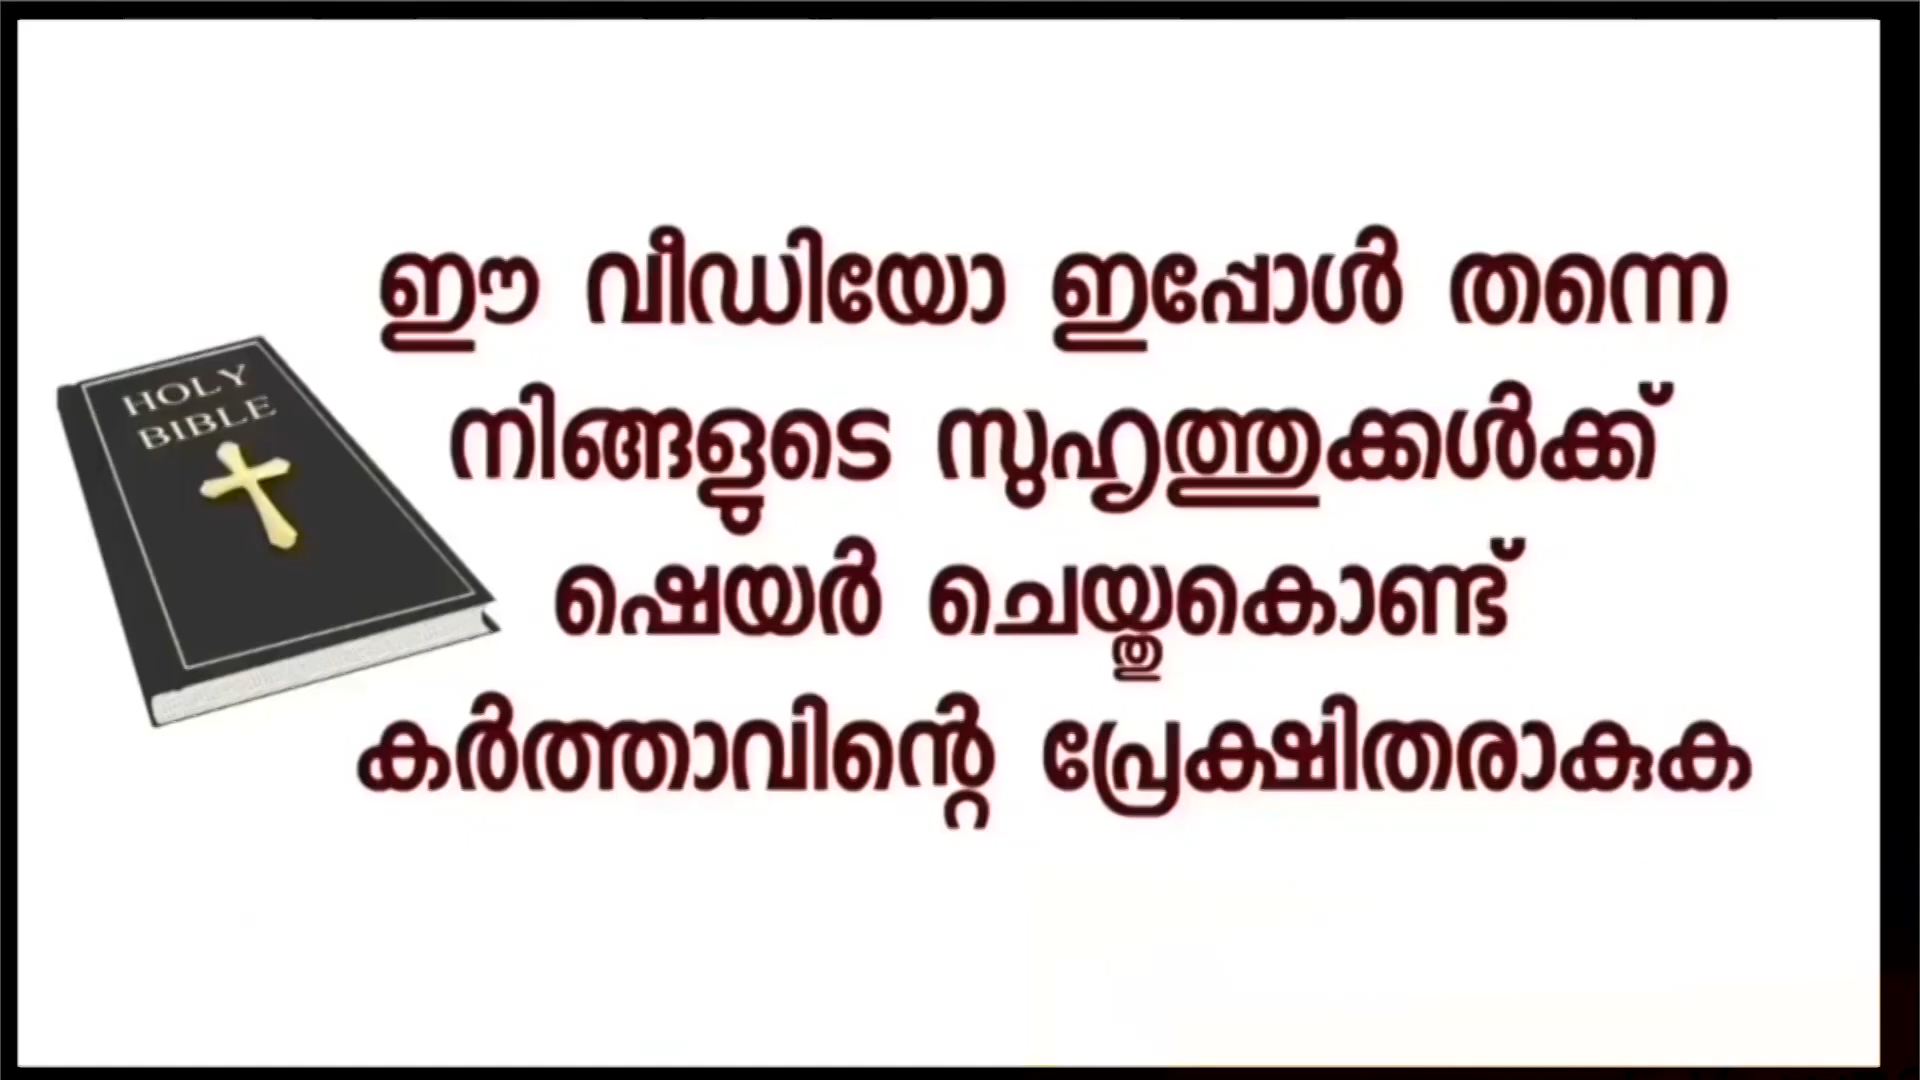 HOLY
BIBLE
ഈ വീഡിയോ ഇപ്പോൾ തന്നെ
നിങ്ങളുടെ സുഹൃത്തുക്കൾക്ക്
ഷെയർ ചെയ്തുകൊണ്ട്
കർത്താവിന്റെ പ്രേക്ഷിതരാകുക